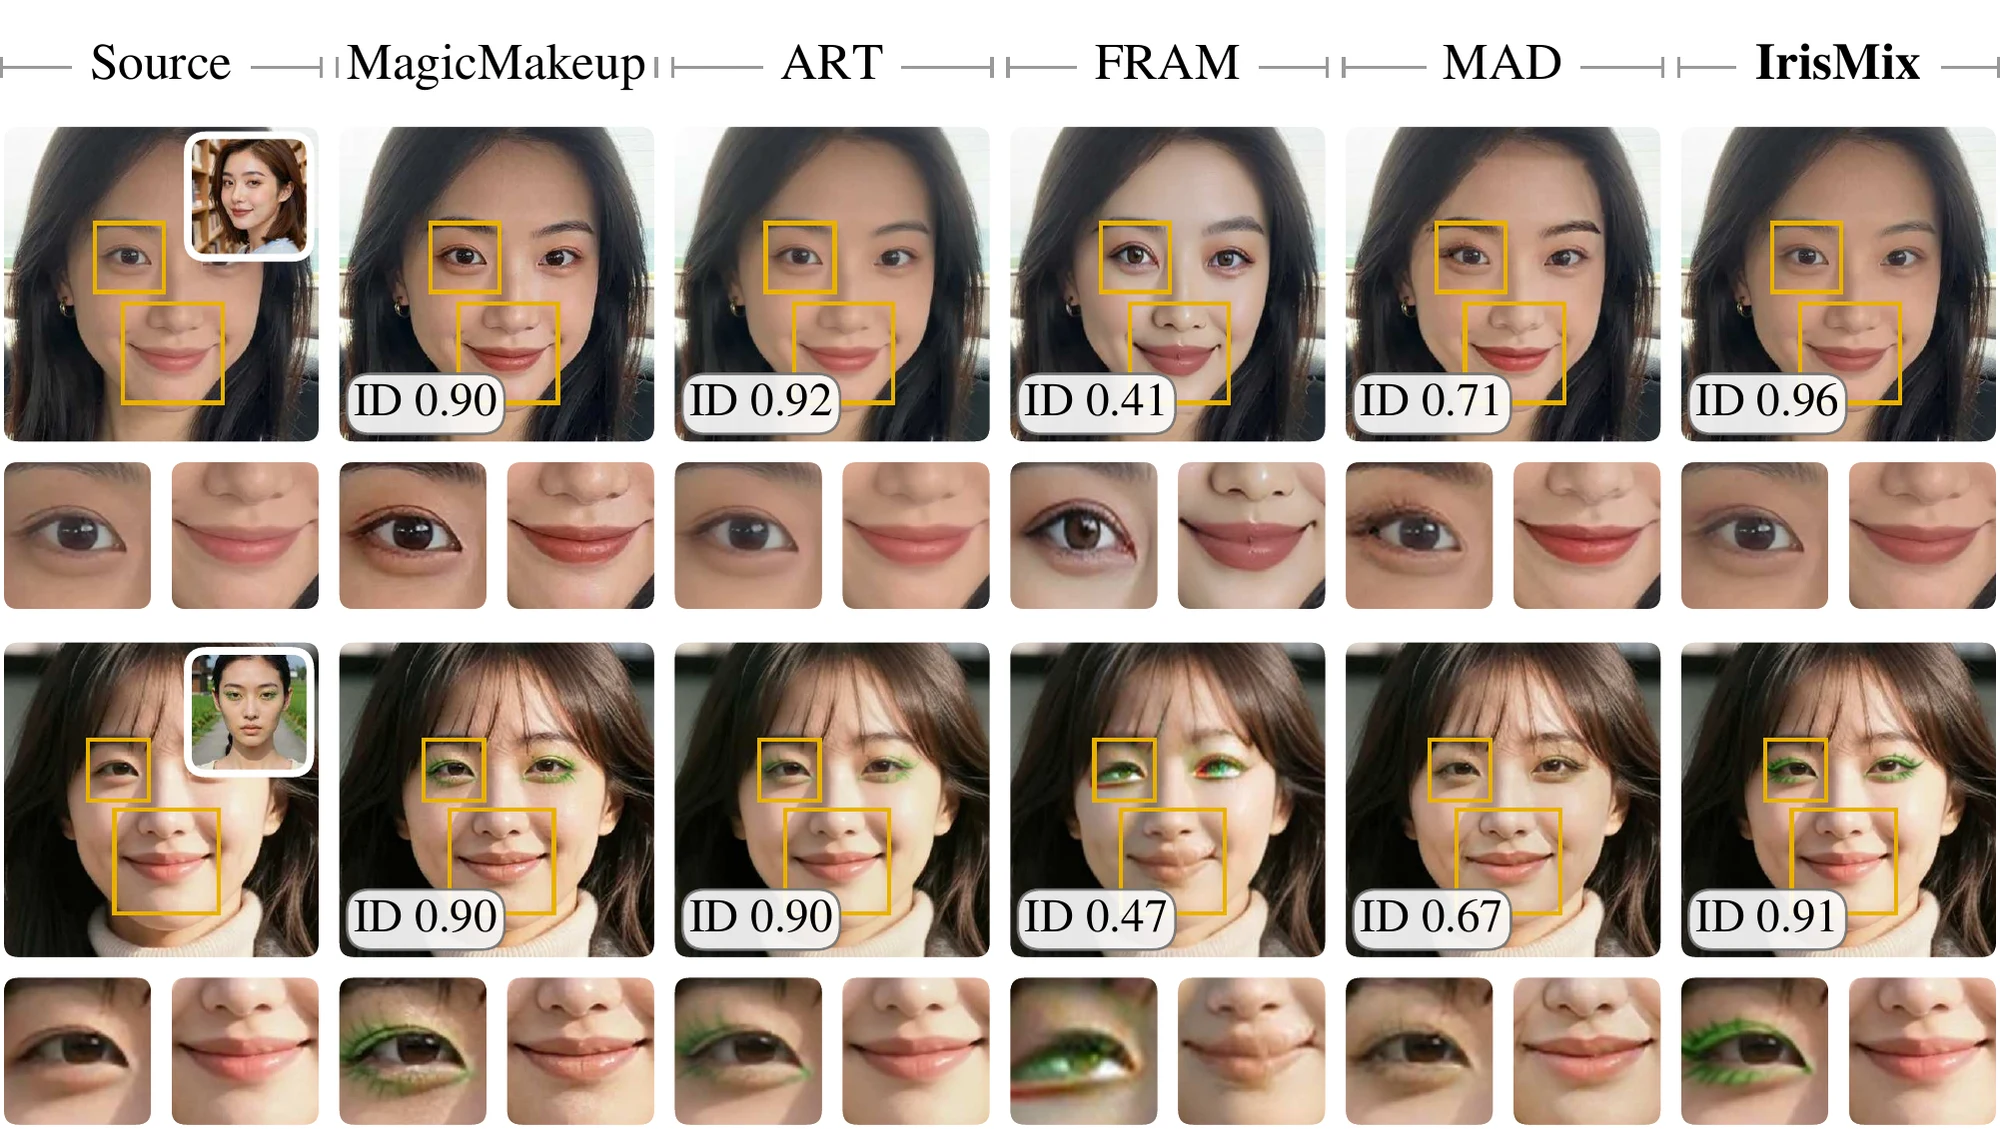 Source MagicMakeup ART FRAM MAD IrisMix
ID 0.90 ID 0.92 ID 0.41 ID 0.71 ID 0.96
ID 0.90 ID 0.90 ID 0.47 ID 0.67 ID 0.91